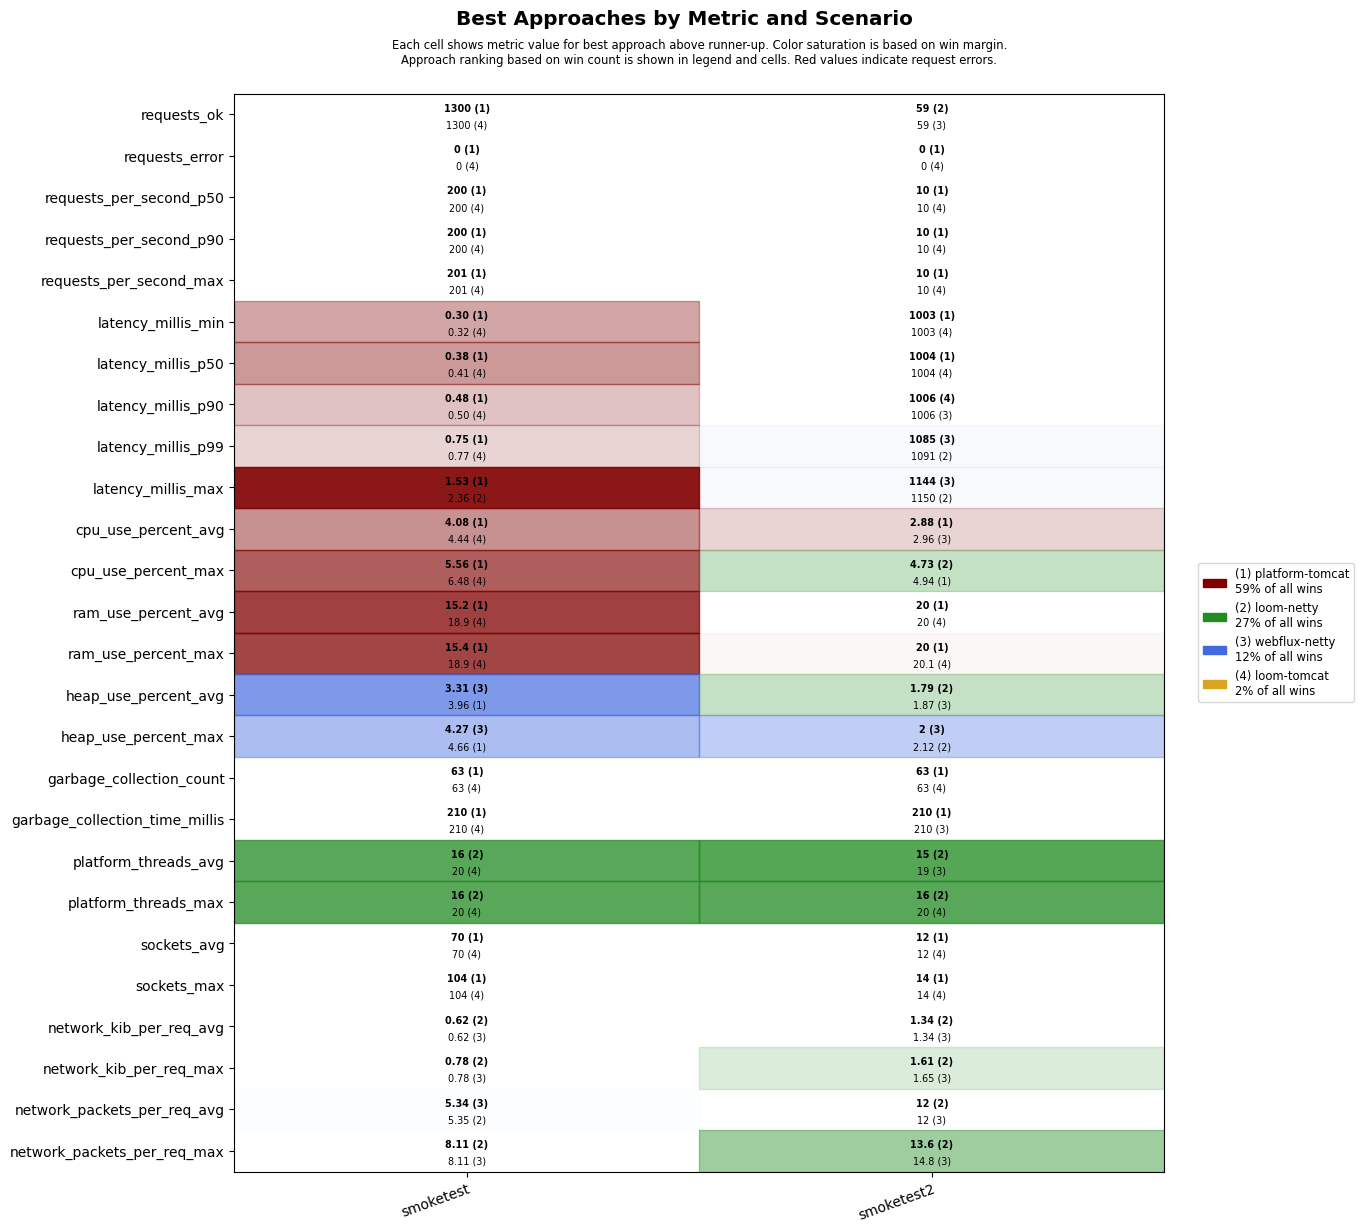 Best Approaches by Metric and Scenario
Each cell shows metric value for best approach above runner-up. Color saturation is based on win margin.
Approach ranking based on win count is shown in legend and cells. Red values indicate request errors.
requests_ok
1300 (1)
1300 (4)
59 (2)
59 (3)
requests_error
0 (1)
0 (4)
0 (1)
0 (4)
requests_per_second_p50
200 (1)
200 (4)
10 (1)
10 (4)
requests_per_second_p90
200 (1)
200 (4)
10 (1)
10 (4)
requests_per_second_max
201 (1)
201 (4)
10 (1)
10 (4)
latency_millis_min
0.30 (1)
0.32 (4)
1003 (1)
1003 (4)
latency_millis_p50
0.38 (1)
0.41 (4)
1004 (1)
1004 (4)
latency_millis_p90
0.48 (1)
0.50 (4)
1006 (4)
1006 (3)
latency_millis_p99
0.75 (1)
0.77 (4)
1085 (3)
1091 (2)
latency_millis_max
1.53 (1)
2.36 (2)
1144 (3)
1150 (2)
cpu_use_percent_avg
4.08 (1)
4.44 (4)
2.88 (1)
2.96 (3)
cpu_use_percent_max
5.56 (1)
6.48 (4)
4.73 (2)
4.94 (1)
ram_use_percent_avg
15.2 (1)
18.9 (4)
20 (1)
20 (4)
ram_use_percent_max
15.4 (1)
18.9 (4)
20 (1)
20.1 (4)
heap_use_percent_avg
3.31 (3)
3.96 (1)
1.79 (2)
1.87 (3)
heap_use_percent_max
4.27 (3)
4.66 (1)
2 (3)
2.12 (2)
garbage_collection_count
63 (1)
63 (4)
63 (1)
63 (4)
garbage_collection_time_millis
210 (1)
210 (4)
210 (1)
210 (3)
platform_threads_avg
16 (2)
20 (4)
15 (2)
19 (3)
platform_threads_max
16 (2)
20 (4)
16 (2)
20 (4)
sockets_avg
70 (1)
70 (4)
12 (1)
12 (4)
sockets_max
104 (1)
104 (4)
14 (1)
14 (4)
network_kib_per_req_avg
0.62 (2)
0.62 (3)
1.34 (2)
1.34 (3)
network_kib_per_req_max
0.78 (2)
0.78 (3)
1.61 (2)
1.65 (3)
network_packets_per_req_avg
5.34 (3)
5.35 (2)
12 (2)
12 (3)
network_packets_per_req_max
8.11 (2)
8.11 (3)
13.6 (2)
14.8 (3)
smoketest
smoketest2
(1) platform-tomcat
59% of all wins
(2) loom-netty
27% of all wins
(3) webflux-netty
12% of all wins
(4) loom-tomcat
2% of all wins